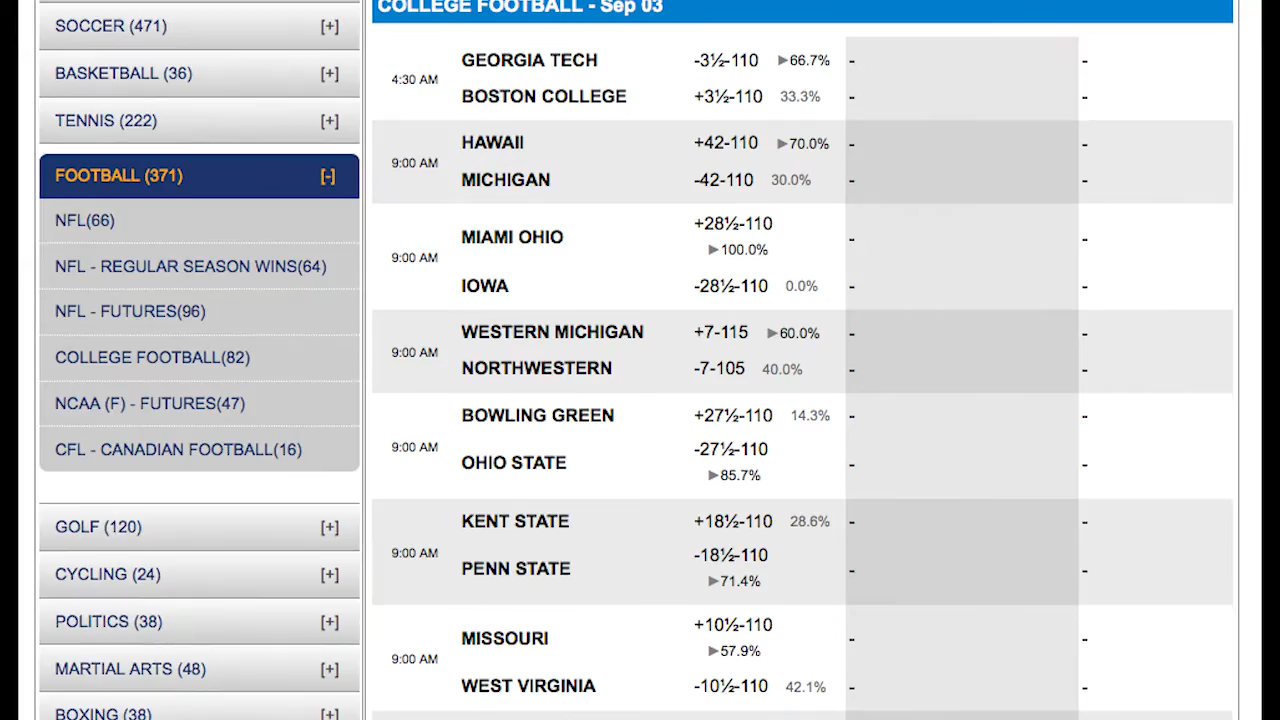 SOCCER (471) [+]
BASKETBALL (36) [+]
TENNIS (222) [+]
FOOTBALL (371) [-]
NFL(66)
NFL - REGULAR SEASON WINS(64)
NFL - FUTURES(96)
COLLEGE FOOTBALL(82)
NCAA (F) - FUTURES(47)
CFL - CANADIAN FOOTBALL(16)
GOLF (120) [+]
CYCLING (24) [+]
POLITICS (38) [+]
MARTIAL ARTS (48) [+]
BOXING (38) [+]
COLLEGE FOOTBALL - Sep 03
4:30 AM
GEORGIA TECH -3½-110 ▶66.7% - -
BOSTON COLLEGE +3½-110 33.3% - -
9:00 AM
HAWAII +42-110 ▶70.0% - -
MICHIGAN -42-110 30.0% - -
9:00 AM
MIAMI OHIO +28½-110 - -
▶100.0%
IOWA -28½-110 0.0% - -
9:00 AM
WESTERN MICHIGAN +7-115 ▶60.0% - -
NORTHWESTERN -7-105 40.0% - -
9:00 AM
BOWLING GREEN +27½-110 14.3% - -
OHIO STATE -27½-110 - -
▶85.7%
9:00 AM
KENT STATE +18½-110 28.6% - -
PENN STATE -18½-110 - -
▶71.4%
9:00 AM
MISSOURI +10½-110 - -
▶57.9%
WEST VIRGINIA -10½-110 42.1% - -